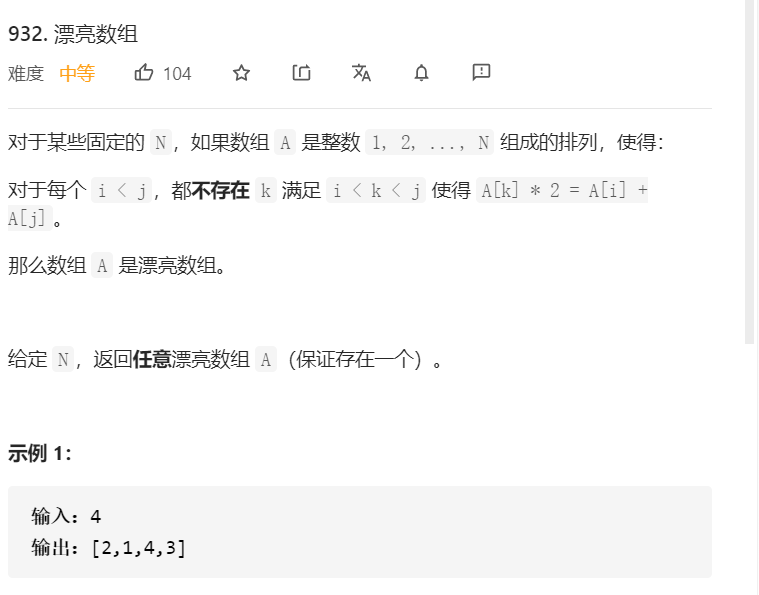 932. 漂亮数组
难度 中等 104
对于某些固定的 N，如果数组 A 是整数 1, 2, ..., N 组成的排列，使得：
对于每个 i < j，都不存在 k 满足 i < k < j 使得 A[k] * 2 = A[i] +
A[j]。
那么数组 A 是漂亮数组。
给定 N，返回任意漂亮数组 A（保证存在一个）。
示例 1：
输入：4
输出：[2,1,4,3]